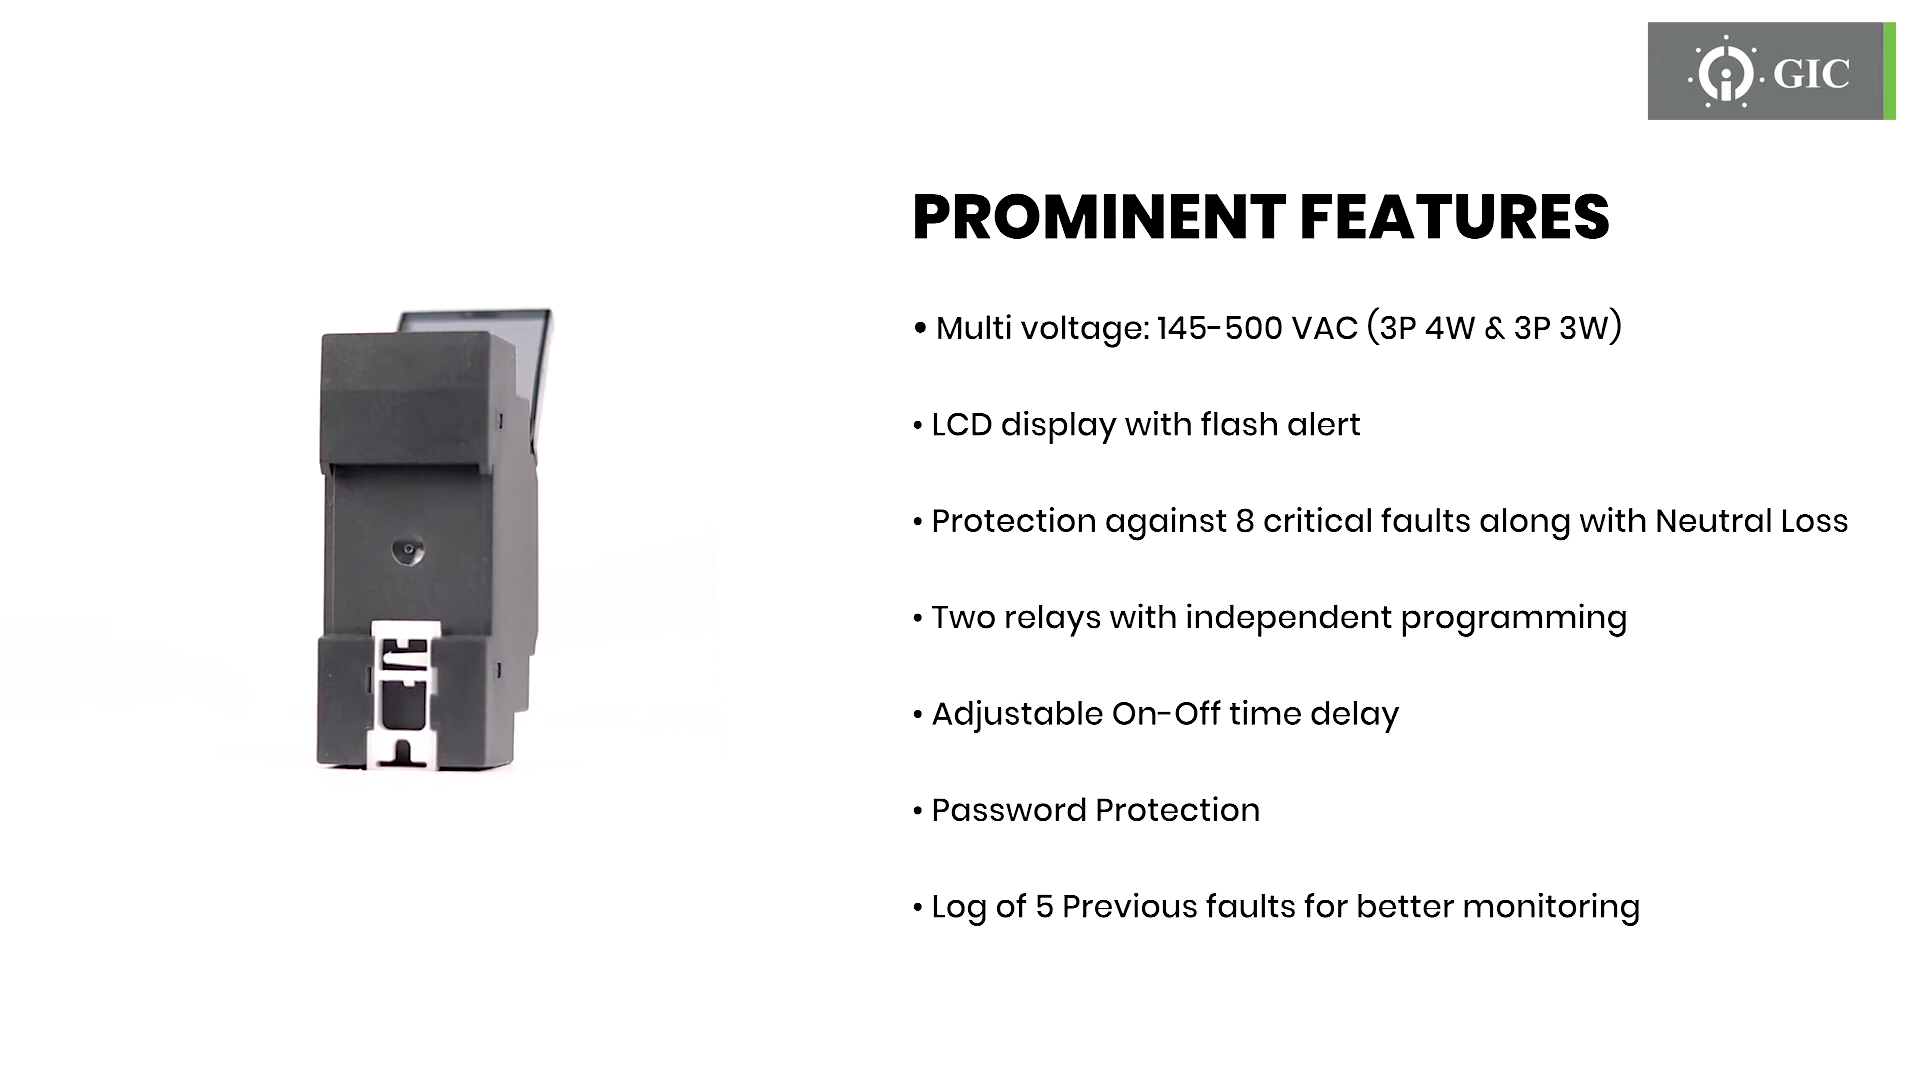 GIC
PROMINENT FEATURES
• Multi voltage: 145-500 VAC (3P 4W & 3P 3W)
• LCD display with flash alert
• Protection against 8 critical faults along with Neutral Loss
• Two relays with independent programming
• Adjustable On-Off time delay
• Password Protection
• Log of 5 Previous faults for better monitoring